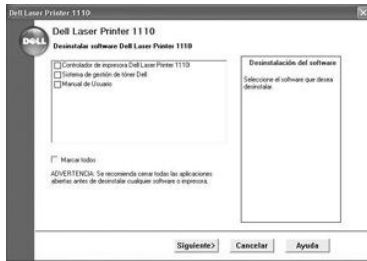 Dell Laser Printer 1110
DELL
Dell Laser Printer 1110
Desinstalar software Dell Laser Printer 1110
Controlador de impresora Dell Laser Printer 1110
Sistema de gestión de tóner Dell
Manual de Usuario
Marcar todos
ADVERTENCIA: Se recomienda cerrar todas las aplicaciones
abiertas antes de desinstalar cualquier software o impresora.
Desinstalación del software
Seleccione el software que desea
desinstalar.
Siguiente>
Cancelar
Ayuda